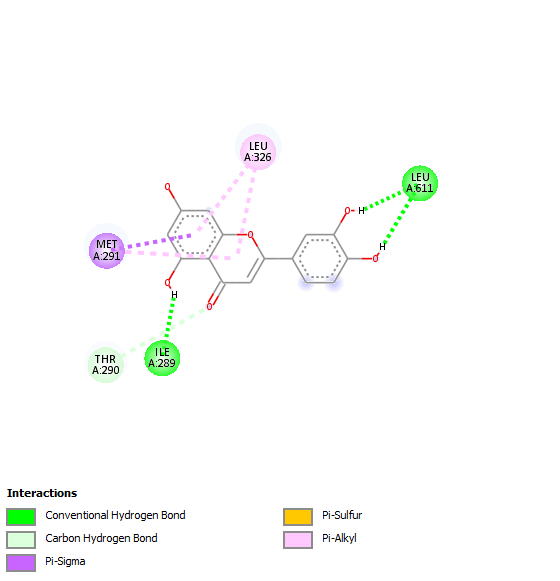 LEU
A:326
LEU
A:611
O
O
H
H
MET
A:291
O
O
O
H
O
THR
A:290
ILE
A:289
Interactions
Conventional Hydrogen Bond
Carbon Hydrogen Bond
Pi-Sigma
Pi-Sulfur
Pi-Alkyl